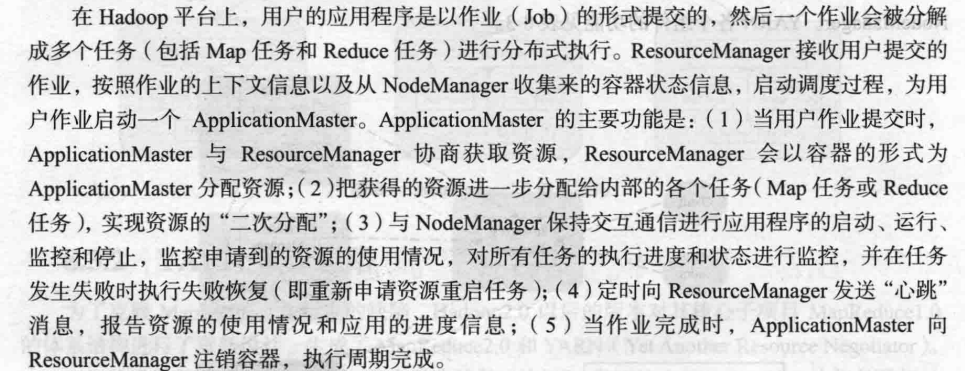 在 Hadoop 平台上，用户的应用程序是以作业（Job）的形式提交的，然后一个作业会被分解
成多个任务（包括 Map 任务和 Reduce 任务）进行分布式执行。ResourceManager 接收用户提交的
作业，按照作业的上下文信息以及从 NodeManager 收集来的容器状态信息，启动调度过程，为用
户作业启动一个 ApplicationMaster。ApplicationMaster 的主要功能是：（1）当用户作业提交时，
ApplicationMaster 与 ResourceManager 协商获取资源，ResourceManager 会以容器的形式为
ApplicationMaster 分配资源；（2）把获得的资源进一步分配给内部的各个任务（Map 任务或 Reduce
任务），实现资源的“二次分配”；（3）与 NodeManager 保持交互通信进行应用程序的启动、运行、
监控和停止，监控申请到的资源的使用情况，对所有任务的执行进度和状态进行监控，并在任务
发生失败时执行失败恢复（即重新申请资源重启任务）；（4）定时向 ResourceManager 发送“心跳”
消息，报告资源的使用情况和应用的进度信息；（5）当作业完成时，ApplicationMaster 向
ResourceManager 注销容器，执行周期完成。